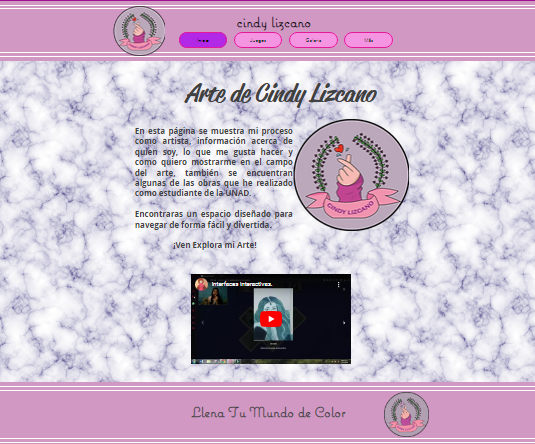 cindy lizcano
Inicio Juegos Galeria Más
Arte de Cindy Lizcano
En esta página se muestra mi proceso
como artista, información acerca de
quien soy, lo que me gusta hacer y
como quiero mostrarme en el campo
del arte, también se encuentran
algunas de las obras que he realizado
como estudiante de la UNAD.
Encontraras un espacio diseñado para
navegar de forma fácil y divertida.
¡Ven Explora mi Arte!
CINDY LIZCANO
Interfaces Interactivas.
Llena Tu Mundo de Color